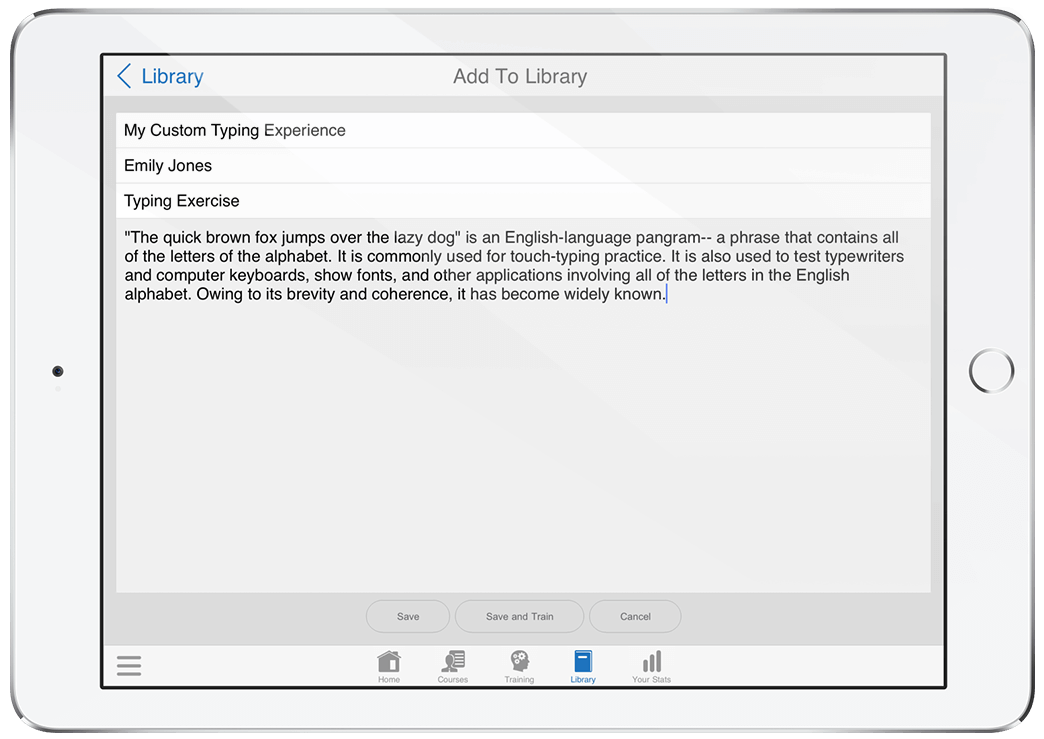 Library
Add To Library
My Custom Typing Experience
Emily Jones
Typing Exercise
"The quick brown fox jumps over the lazy dog" is an English-language pangram-- a phrase that contains all
of the letters of the alphabet. It is commonly used for touch-typing practice. It is also used to test typewriters
and computer keyboards, show fonts, and other applications involving all of the letters in the English
alphabet. Owing to its brevity and coherence, it has become widely known.
Save
Save and Train
Cancel
Home
Courses
Training
Library
Your Stats